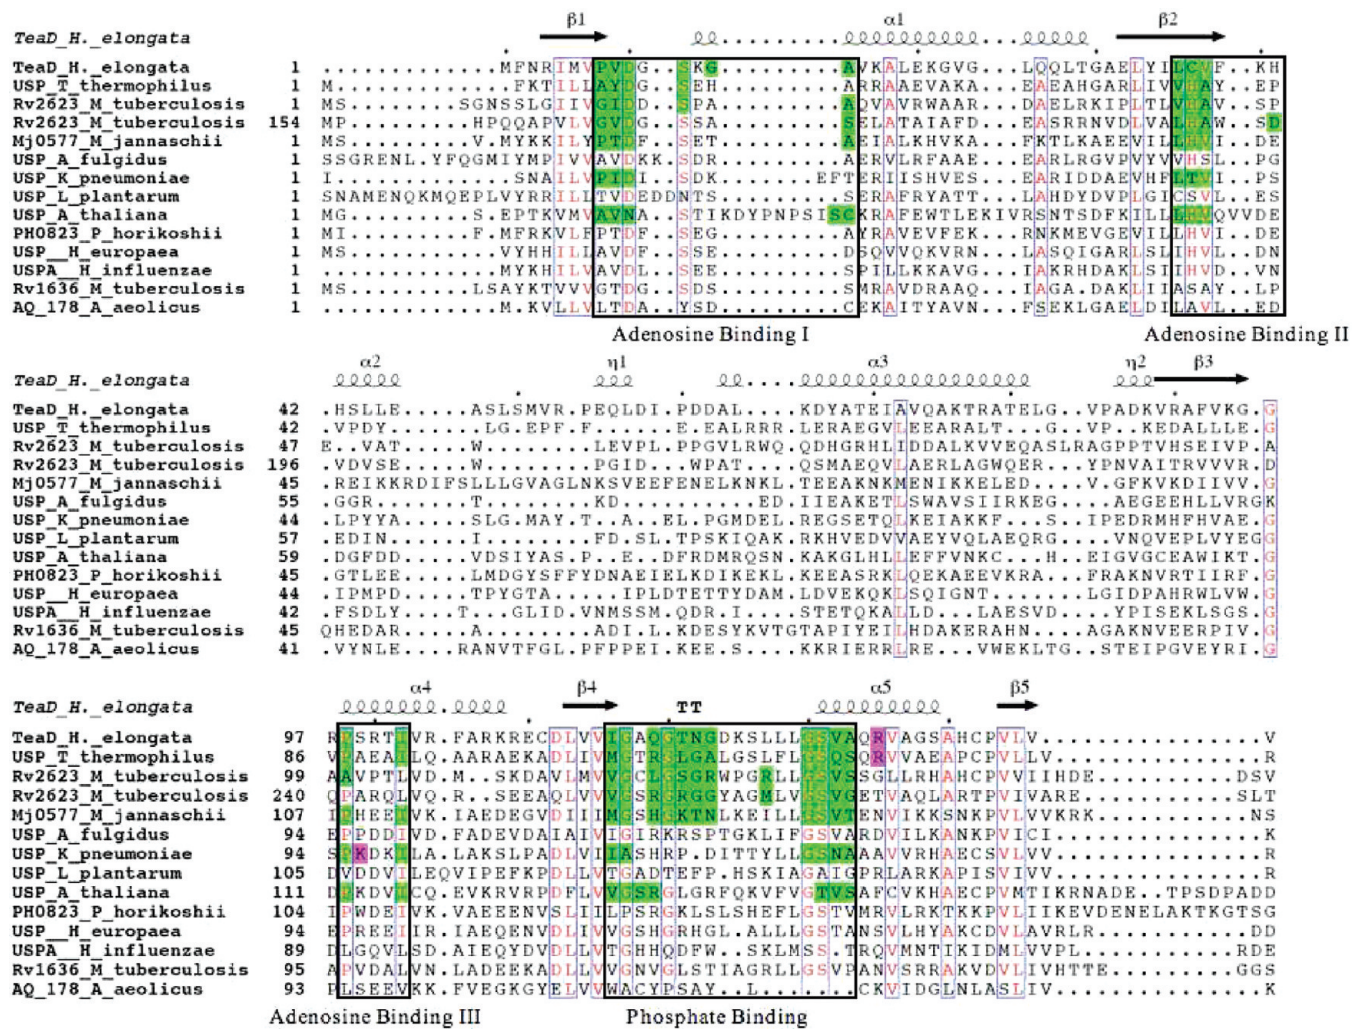 β1 α1 β2
TeaD_H._elongata
TeaD_H._elongata 1 ............MFNRIMVPVDG..SKG........AVKALEKGVG..LQQLTGAELYILCVF..KH
USP_T_thermophilus 1 M............FKTILLAYDG..SEH........ARRAAEVAKA..EAEAHGARLIVVHAY..EP
Rv2623_M_tuberculosis 1 MS........SGNSSLGIIVGIDD..SPA........AQVAVRWAAR..DAELRKIPLTLVHAV..SP
Rv2623_M_tuberculosis 154 MP.........HPQQAPVLVGVDG..SSA........SELATAIAFD..EASRRNVDLVALHAW..SD
Mj0577_M_jannaschii 1 MS..........V.MYKKILYPTDF..SET........AEIALKHVKA..FKTLKAEEVILLHVI..DE
USP_A_fulgidus 1 SSGRENL.YFQGMIYMPIVVAVDKK.SDR........AERVLRFAAE..EARLRGVPVYVVHSL..PG
USP_K_pneumoniae 1 I............SNAILVPIDI..SDK......EFTERIISHVES..EARIDDAEVHFLTVI..PS
USP_L_plantarum 1 SNAMENQKMQEPLVYRRILLTVDEDDNTS........SERAFRYATT..LAHDYDVPLGICSVL..ES
USP_A_thaliana 1 MG.........S.EPTKVMVAVNA..STIKDYPNPSISCKRAFEWTLEKIVRSNTSDFKILLLHVQVVDE
PH0823_P_horikoshii 1 MI.........F.MFRKVLFPTDF..SEG........AYRAVEVFEK..RNKMEVGEVILLHVI..DE
USP__H_europaea 1 ...........VYHHILLAVDF..SSE........DSQVVQKVRN..LASQIGARLSLIHVL..DN
USPA__H_influenzae 1 ...........MYKHILVAVDL..SEE........SPILLKKAVG..IAKRHDAKLSIIHVD..VN
Rv1636_M_tuberculosis 1 MS.........LSAYKTVVVGTDG..SDS........SMRAVDRAAQ..IAGA.DAKLIIASAY..LP
AQ_178_A_aeolicus 1 ...........M.KVLLVLTDA..YSD........CEKAITYAVN..FSEKLGAELDILAVL..ED
Adenosine Binding I Adenosine Binding II
α2 η1 α3 η2 β3
TeaD_H._elongata
TeaD_H._elongata 42 .HSLLE.....ASLSMVR.PEQLDI.PDDAL....KDYATEIAVQAKTRATELG..VPADKVRAFVKG.G
USP_T_thermophilus 42 .VPDY.......LG.EPF.F.......E.EALRRR.LERAEGVLEEARALT...G..VP..KEDALLLE.G
Rv2623_M_tuberculosis 47 E..VAT......W........LEVPL.PPGVLRWQ.QDHGRHLIDDALKVVEQASLRAGPPTVHSEIVP.A
Rv2623_M_tuberculosis 196 .VDVSE......W........PGID...WPAT....QSMAEQVLAERLAGWQER...YPNVAITRVVVR.D
Mj0577_M_jannaschii 45 .REIKKRDIFSLLLGVAGLNKSVEEFENELKNKL.TEEAKNKMENIKKELED...V.GFKVKDIIVV.G
USP_A_fulgidus 55 .GGR........T........KD..........ED.IIEAKETLSWAVSIIRKEG...AEGEEHLLVRGK
USP_K_pneumoniae 44 .LPYYA.....SLG.MAY.T..A..EL.PGMDEL.REGSETQLKEIAKKF...S..IPEDRMHFHVAE.G
USP_L_plantarum 57 .EDIN.......I........FD.SL.TPSKIQAK.RKHVEDVVAEYVQLAEQRG...VNQVEPLVYEGG
USP_A_thaliana 59 .DGFDD.....VDSIYAS.P..E..DFRDMRQSN.KAKGLHLLEFFVNKC...H..EIGVGCEAWIKT.G
PH0823_P_horikoshii 45 .GTLEE.....LMDGYSFFYDNAEIELKDIKEKL.KEEASRKLQEKAEEVKRA..FRAKNVRTIIRF.G
USP__H_europaea 44 .IPMPD.....TPYGTA.....IPLDTETTYDAM.LDVEKQKLSQIGNT....LGIDPAHRWLVW.G
USPA__H_influenzae 42 .FSDLY....T...GLID.VNMSSM.QDR.I....STETQKALLD...LAESVD..YPISEKLSGS.G
Rv1636_M_tuberculosis 45 QHEDAR.....A.........ADI.L.KDESYKVTGTAPIYEILHDAKERAHN...AGAKNVEERPIV.G
AQ_178_A_aeolicus 41 .VYNLE.....RANVTFGL.PFPPEI.KEE.S....KKRIERRLRE...VWEKLTG..STEIPGVEYRI.G
α4 β4 TT α5 β5
TeaD_H._elongata
TeaD_H._elongata 97 RPSRTIVR.FARKRECDLVVIGAQGTNGDKSLLLGSVAQRVAGSAHCPVLV.................V
USP_T_thermophilus 86 VPAEAILQ.AARAEKADLIVMGTRGLGALGSLFLGSQSQRVVAEAPCPVLLV................R
Rv2623_M_tuberculosis 99 AAVPTLVD.M..SKDAVLMVVGCLGSGRWPGRLLGSVSSGLLRHAHCPVVIIHDE............DSV
Rv2623_M_tuberculosis 240 QPARQLVQ.R..SEEAQLVVVGSRGRGGYAGMLVGSVGETVAQLARTPVIVARE.............SLT
Mj0577_M_jannaschii 107 IPHEEIVK.IAEDEGVDIIIMGSHGKTNLKEILLGSVTENVIKKSNKPVLVVKRK............NS
USP_A_fulgidus 94 EPPDDIVD.FADEVDAIAIVIGIRKRSPTGKLIFGSVARDVILKANKPVICI...............K
USP_K_pneumoniae 94 SPKDKILA.LAKSLPADLVIIASHRP.DITTYLLGSNAAAVVRHAECSVLVV................R
USP_L_plantarum 105 DVDDVILEQVIPEFKPDLLVTGADTEFP.HSKIAGAIGPRLARKAPISVIVV................R
USP_A_thaliana 111 DPKDVICQ.EVKRVRPDFLVVGSRGLGRFQKVFVGTVSAFCVKHAECPVMTIKRNADE..TPSDPADD
PH0823_P_horikoshii 104 IPWDEIVK.VAEEENVSLIILPSRGKLSLSHEFLGSTVMRVLRKTKKPVLIIKEVDENELAKTKGTSG
USP__H_europaea 94 EPREEIIR.IAEQENVDLIVVGSHGRHGL.ALLLGSTANSVLHYAKCDVLAVRLR............DD
USPA__H_influenzae 89 DLGQVLSD.AIEQYDVDLLVTGHHQDFW..SKLMSS.TRQVMNTIKIDMLVVPL.............RDE
Rv1636_M_tuberculosis 95 APVDALVN.LADEEKADLLVVGNVGLSTIAGRLLGSVPANVSRRAKVDVLIVHTTE...........GGS
AQ_178_A_aeolicus 93 PLSEEVKK.FVEGKGYELVVWACYPSAY..L.......CKVIDGLNLASLIV................K
Adenosine Binding III Phosphate Binding